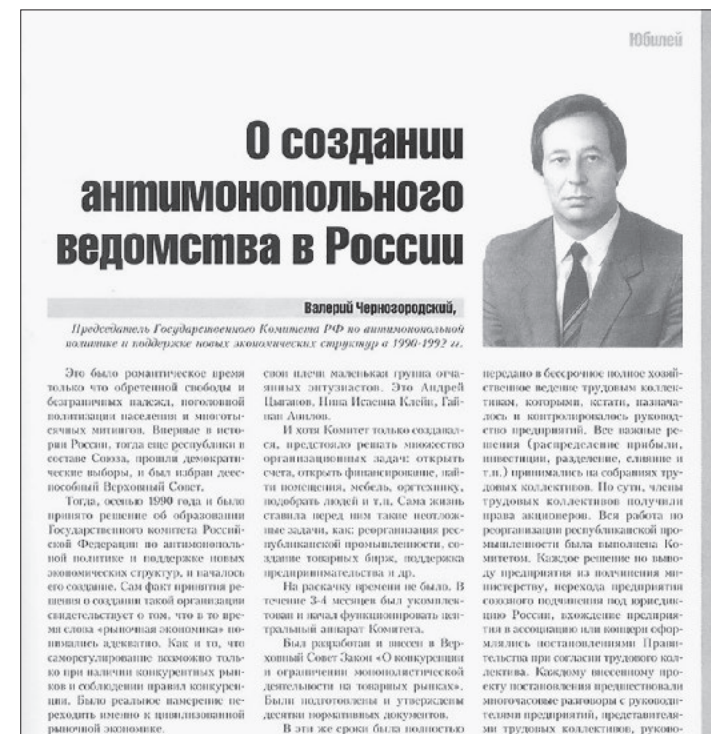 Юбилей
О создании
антимонопольного
ведомства в России
Валерий Черногородский,
Председатель Государственного Комитета РФ по антимонопольной
политике и поддержке новых экономических структур в 1990-1992 гг.
Это было романтическое время
только что обретенной свободы и
безграничных надежд, поголовной
политизации населения и многоты-
сячных митингов. Впервые в исто-
рии России, тогда еще республики в
составе Союза, прошли демократи-
ческие выборы, и был избран деес-
пособный Верховный Совет.
Тогда, осенью 1990 года и было
принято решение об образовании
Государственного комитета Россий-
ской Федерации по антимонополь-
ной политике и поддержке новых
экономических структур, и началось
его создание. Сам факт принятия ре-
шения о создании такой организации
свидетельствует о том, что в то вре-
мя слова «рыночная экономика» по-
нимались адекватно. Как и то, что
саморегулирование возможно толь-
ко при наличии конкурентных рын-
ков и соблюдении правил конкурен-
ции. Было реальное намерение пе-
реходить именно к цивилизованной
рыночной экономике.
свои плечи маленькая группа отча-
янных энтузиастов. Это Андрей
Цыганов, Нина Исаевна Клейн, Гай-
нан Авилов.
И хотя Комитет только создавал-
ся, предстояло решать множество
организационных задач: открыть
счета, открыть финансирование, най-
ти помещения, мебель, оргтехнику,
подобрать людей и т.п. Сама жизнь
ставила перед ним такие неотлож-
ные задачи, как: реорганизация рес-
публиканской промышленности, со-
здание товарных бирж, поддержка
предпринимательства и др.
На раскачку времени не было. В
течение 3-4 месяцев был укомплек-
тован и начал функционировать цен-
тральный аппарат Комитета.
Был разработан и внесен в Вер-
ховный Совет Закон «О конкуренции
и ограничении монополистической
деятельности на товарных рынках».
Были подготовлены и утверждены
десятки нормативных документов.
В эти же сроки была полностью
передано в бессрочное полное хозяй-
ственное ведение трудовым коллек-
тивам, которыми, кстати, назнача-
лось и контролировалось руковод-
ство предприятий. Все важные ре-
шения (распределение прибыли,
инвестиции, разделение, слияние и
т.п.) принимались на собраниях тру-
довых коллективов. По сути, члены
трудовых коллективов получили
права акционеров. Вся работа по
реорганизации республиканской про-
мышленности была выполнена Ко-
митетом. Каждое решение по выво-
ду предприятия из подчинения ми-
нистерству, перехода предприятия
союзного подчинения под юрисдик-
цию России, вхождение предприя-
тия в ассоциацию или концерн офор-
млялись постановлениями Прави-
тельства при согласии трудового кол-
лектива. Каждому внесенному про-
екту постановления предшествовали
многочасовые разговоры с руководи-
телями предприятий, представителя-
ми трудовых коллективов, руково-